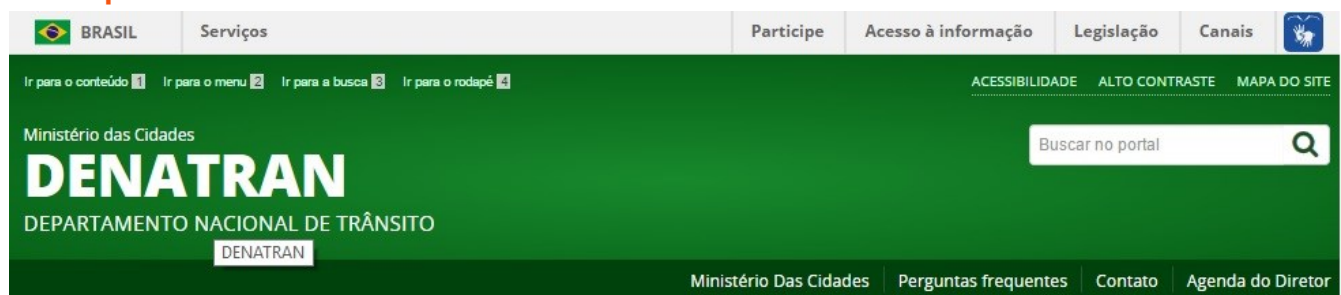 BRASIL Serviços Participe Acesso à informação Legislação Canais
Ir para o conteúdo 1 Ir para o menu 2 Ir para a busca 3 Ir para o rodapé 4 ACESSIBILIDADE ALTO CONTRASTE MAPA DO SITE
Ministério das Cidades
Buscar no portal
DENATRAN
DEPARTAMENTO NACIONAL DE TRÂNSITO
DENATRAN
Ministério Das Cidades Perguntas frequentes Contato Agenda do Diretor